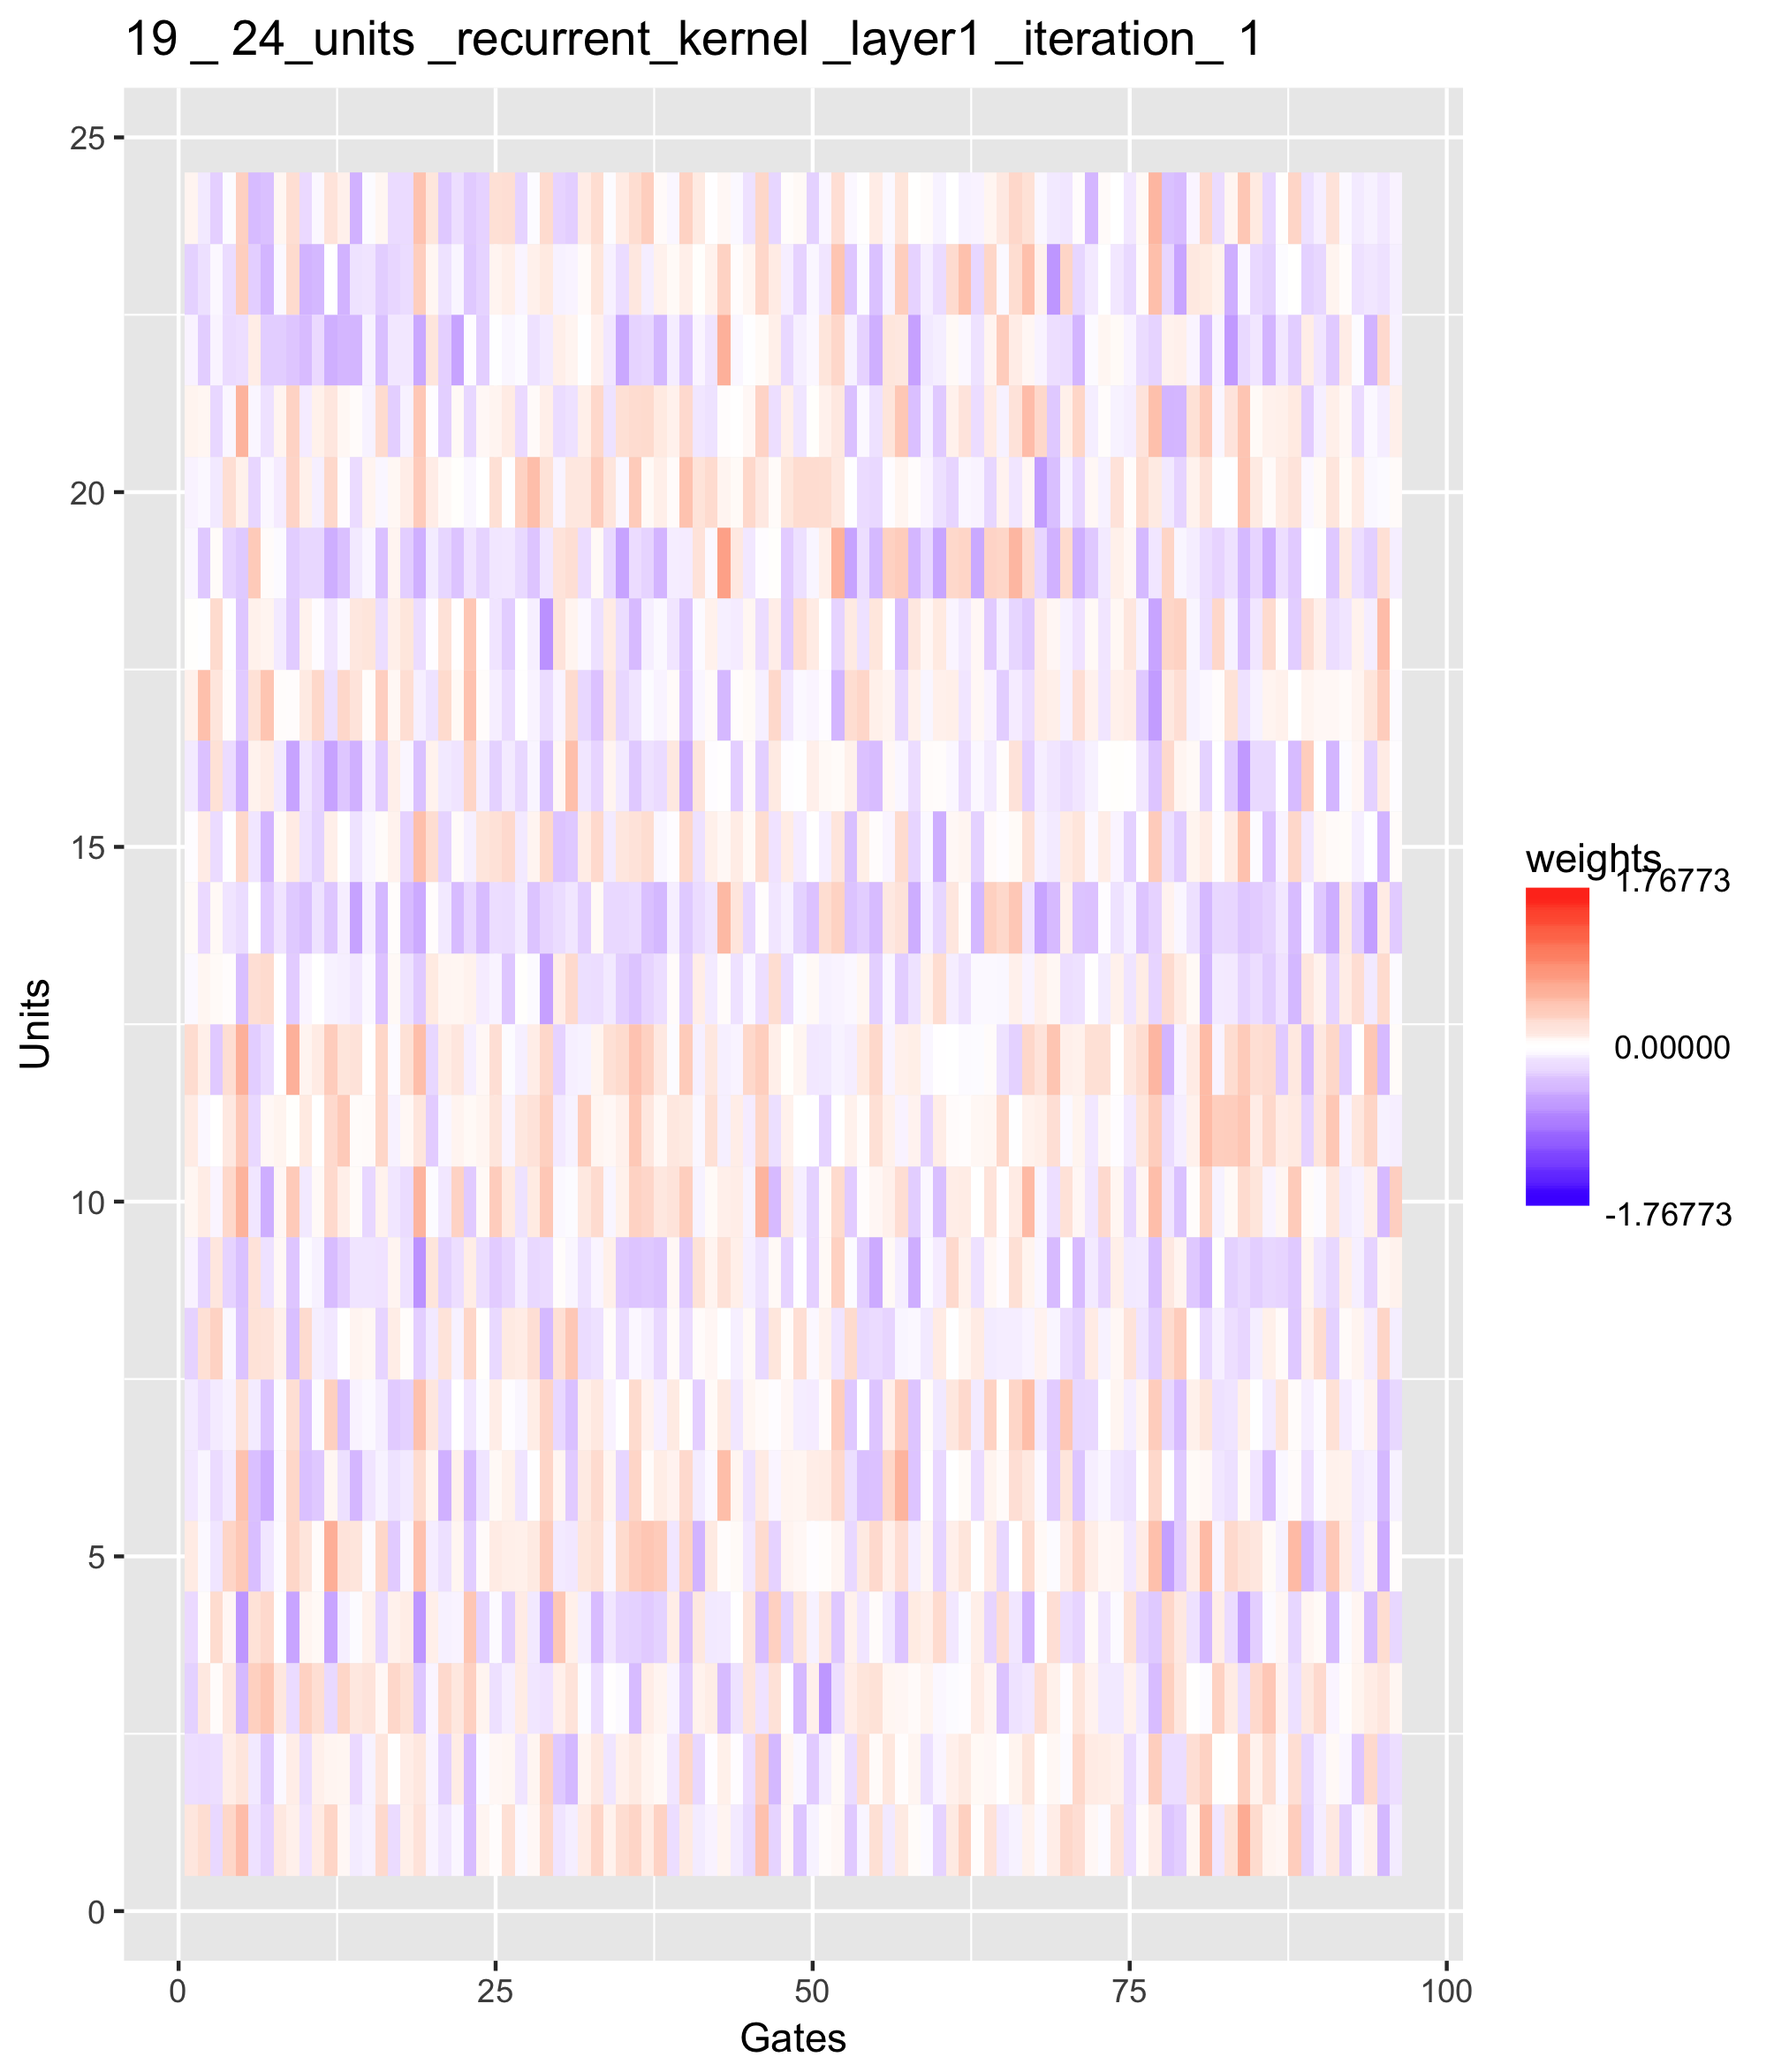 19 _ 24_units _recurrent_kernel _layer1 _iteration_ 1
25
20
15
10
5
0
Units
0 25 50 75 100
Gates
weights
1.76773
0.00000
-1.76773